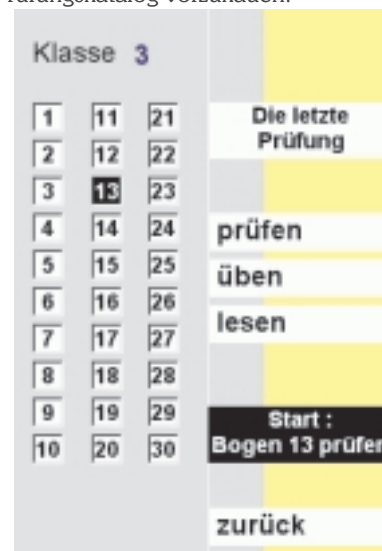 Prüfungskatalog vorzunauen.
Klasse 3
1 11 21
2 12 22
3 13 23
4 14 24
5 15 25
6 16 26
7 17 27
8 18 28
9 19 29
10 20 30
Die letzte
Prüfung
prüfen
üben
lesen
Start :
Bogen 13 prüfen
zurück